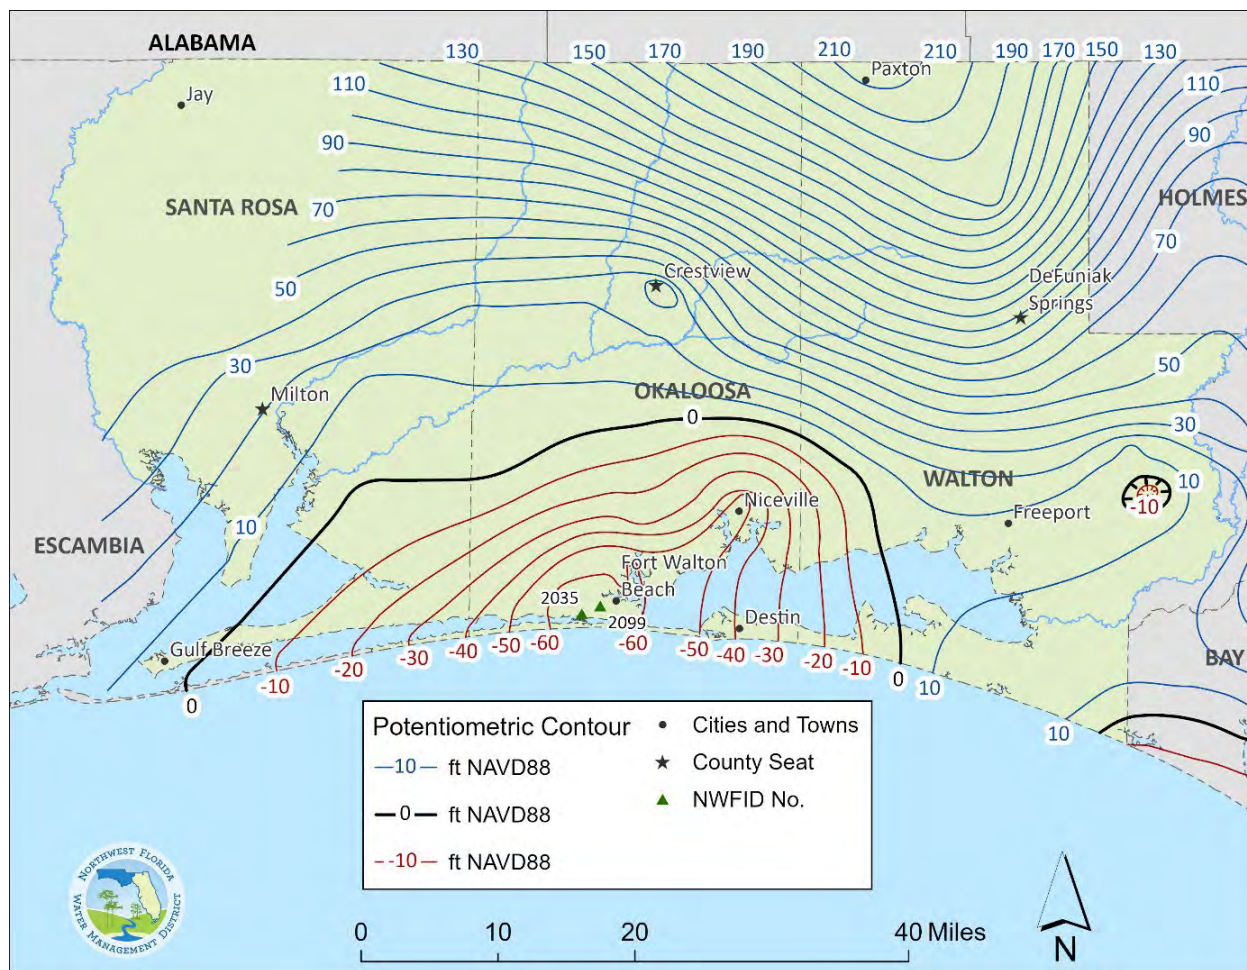 ALABAMA
130
150
170
190
210
210
190
170
150
130
Paxton
110
Jay
110
90
90
SANTA ROSA
70
HOLMES
70
Crestview
DeFuniak
Springs
50
50
30
Milton
OKALOOSA
0
30
WALTON
10
-10
Niceville
Freeport
10
ESCAMBIA
Fort Walton
Beach
2035
2099
Destin
Gulf Breeze
BAY
0
-10
-20
-30
-40
-50
-60
-60
-50
-40
-30
-20
-10
0
10
10
Potentiometric Contour
10 ft NAVD88
0 ft NAVD88
-10 ft NAVD88
Cities and Towns
County Seat
NWFID No.
NORTHWEST FLORIDA
WATER MANAGEMENT DISTRICT
0 20 40 Miles
N